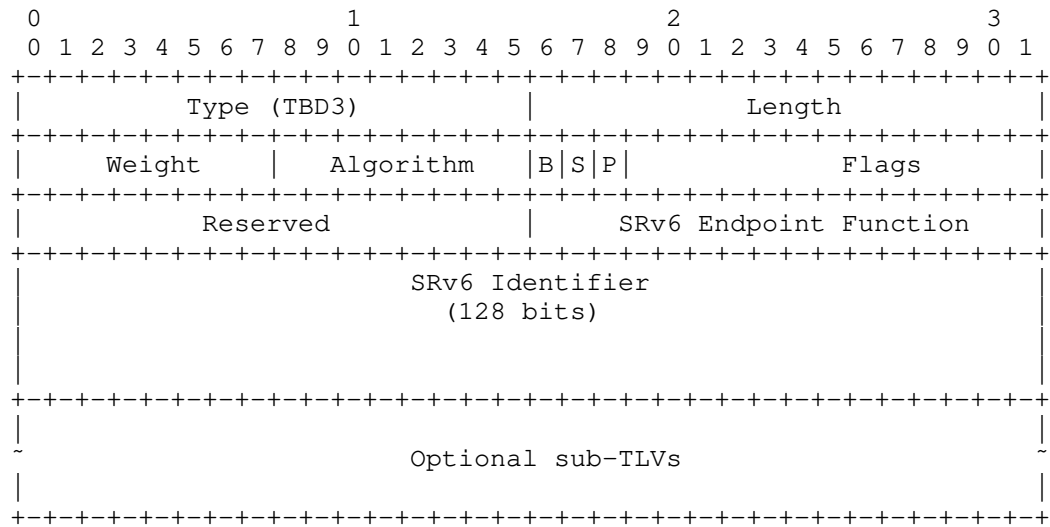 0                   1                   2                   3
 0 1 2 3 4 5 6 7 8 9 0 1 2 3 4 5 6 7 8 9 0 1 2 3 4 5 6 7 8 9 0 1
+-+-+-+-+-+-+-+-+-+-+-+-+-+-+-+-+-+-+-+-+-+-+-+-+-+-+-+-+-+-+-+-+
|          Type (TBD3)          |             Length            |
+-+-+-+-+-+-+-+-+-+-+-+-+-+-+-+-+-+-+-+-+-+-+-+-+-+-+-+-+-+-+-+-+
|     Weight    |   Algorithm   |B|S|P|             Flags       |
+-+-+-+-+-+-+-+-+-+-+-+-+-+-+-+-+-+-+-+-+-+-+-+-+-+-+-+-+-+-+-+-+
|           Reserved            |     SRv6 Endpoint Function    |
+-+-+-+-+-+-+-+-+-+-+-+-+-+-+-+-+-+-+-+-+-+-+-+-+-+-+-+-+-+-+-+-+
|                        SRv6 Identifier                        |
|                          (128 bits)                           |
|                                                               |
|                                                               |
+-+-+-+-+-+-+-+-+-+-+-+-+-+-+-+-+-+-+-+-+-+-+-+-+-+-+-+-+-+-+-+-+
|                                                               |
~                        Optional sub-TLVs                      ~
|                                                               |
+-+-+-+-+-+-+-+-+-+-+-+-+-+-+-+-+-+-+-+-+-+-+-+-+-+-+-+-+-+-+-+-+